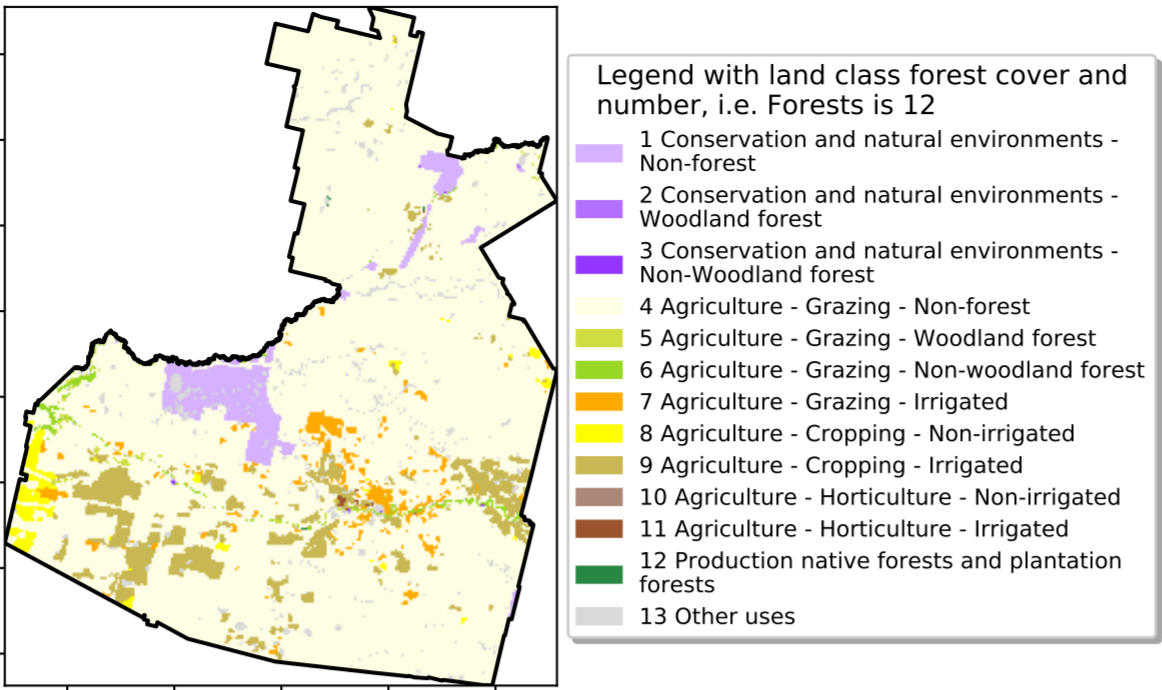 Legend with land class forest cover and
number, i.e. Forests is 12
1 Conservation and natural environments -
Non-forest
2 Conservation and natural environments -
Woodland forest
3 Conservation and natural environments -
Non-Woodland forest
4 Agriculture - Grazing - Non-forest
5 Agriculture - Grazing - Woodland forest
6 Agriculture - Grazing - Non-woodland forest
7 Agriculture - Grazing - Irrigated
8 Agriculture - Cropping - Non-irrigated
9 Agriculture - Cropping - Irrigated
10 Agriculture - Horticulture - Non-irrigated
11 Agriculture - Horticulture - Irrigated
12 Production native forests and plantation
forests
13 Other uses